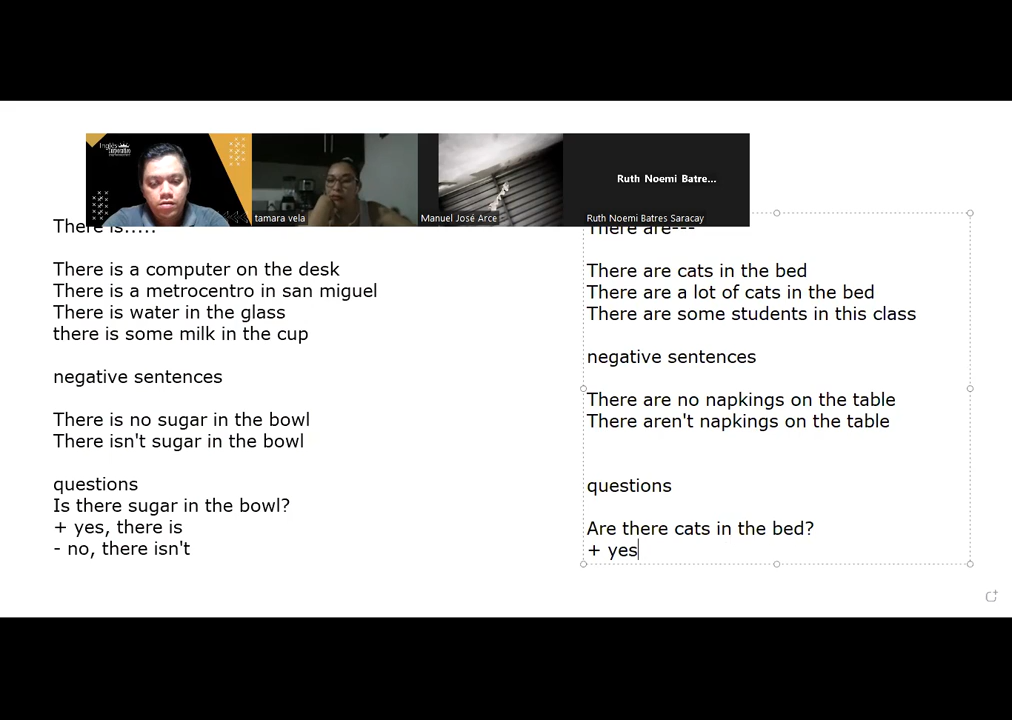 Inglés
Ruth Noemi Batre...
tamara vela
Manuel José Arce
Ruth Noemi Batres Saracay
There is.....
There is a computer on the desk
There is a metrocentro in san miguel
There is water in the glass
there is some milk in the cup
negative sentences
There is no sugar in the bowl
There isn't sugar in the bowl
questions
Is there sugar in the bowl?
+ yes, there is
- no, there isn't
There are---
There are cats in the bed
There are a lot of cats in the bed
There are some students in this class
negative sentences
There are no napkings on the table
There aren't napkings on the table
questions
Are there cats in the bed?
+ yes